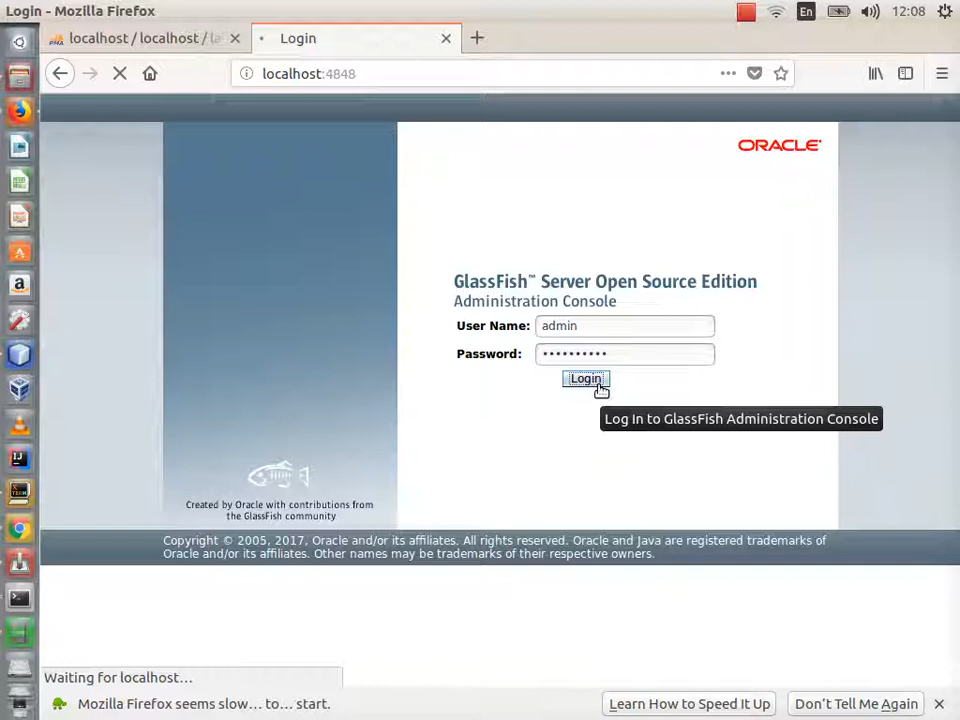 Login - Mozilla Firefox
En
12:08
PMA
localhost / localhost / la
Login
localhost:4848
ORACLE
GlassFish™ Server Open Source Edition
Administration Console
User Name: admin
Password: ••••••••••
Login
Log In to GlassFish Administration Console
Created by Oracle with contributions from
the GlassFish community
Copyright © 2005, 2017, Oracle and/or its affiliates. All rights reserved. Oracle and Java are registered trademarks of
Oracle and/or its affiliates. Other names may be trademarks of their respective owners.
Waiting for localhost…
Mozilla Firefox seems slow… to… start.
Learn How to Speed It Up
Don't Tell Me Again